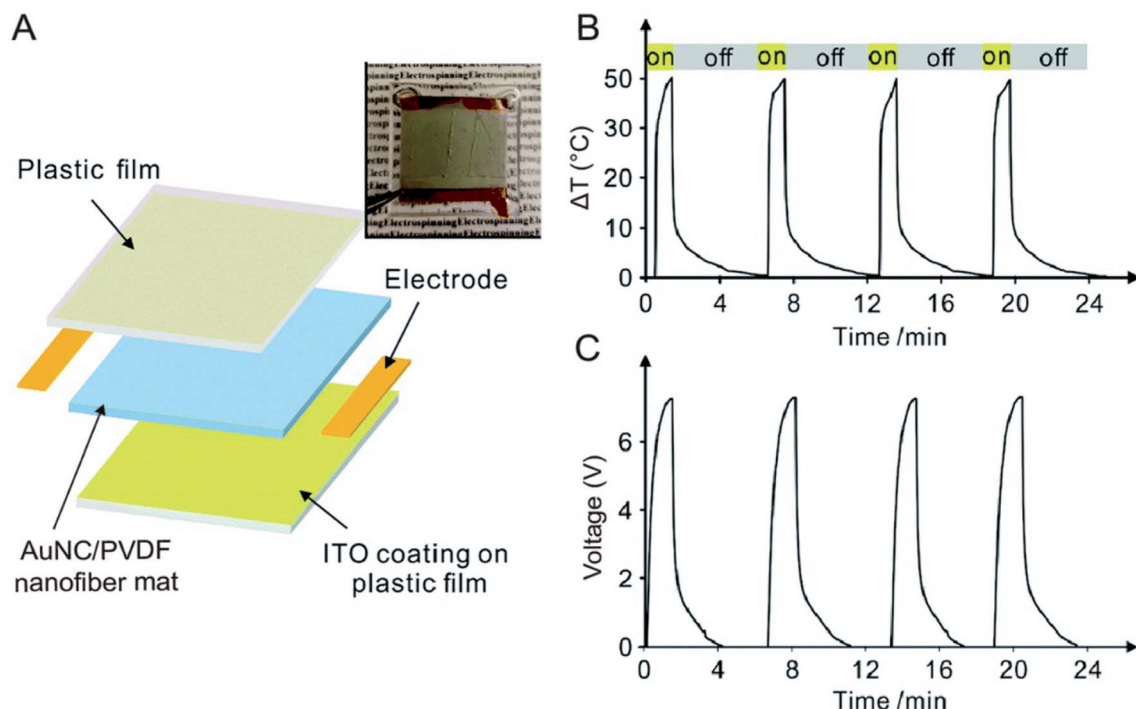 A
Plastic film
Electrode
AuNC/PVDF
nanofiber mat
ITO coating on
plastic film
Electrospinning
B
on off on off on off on off
50
30
40
10
0
ΔT (°C)
0 4 8 12 16 20 24
Time /min
C
6
4
2
0
Voltage (V)
0 4 8 12 16 20 24
Time /min